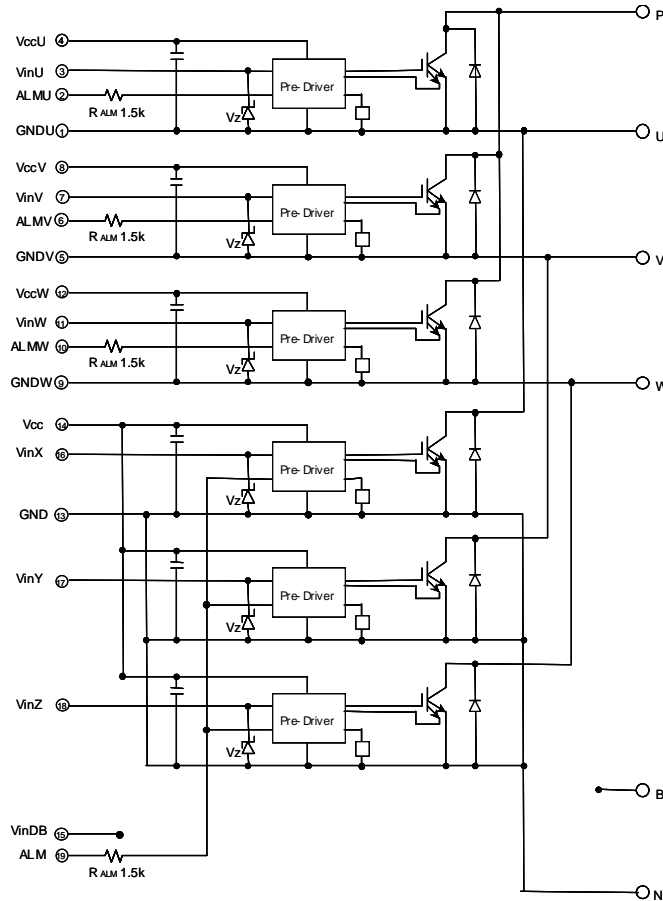 P
VccU 4
VinU 3
Pre-Driver
ALMU 2
R ALM 1.5k
Vz
GNDU 1
U
VccV 8
VinV 7
Pre-Driver
ALMV 6
R ALM 1.5k
Vz
GNDV 5
V
VccW 12
VinW 11
Pre-Driver
ALMW 10
R ALM 1.5k
Vz
GNDW 9
W
Vcc 14
VinX 16
Pre-Driver
Vz
GND 13
VinY 17
Pre-Driver
Vz
VinZ 18
Pre-Driver
Vz
B
VinDB 15
ALM 19
R ALM 1.5k
N